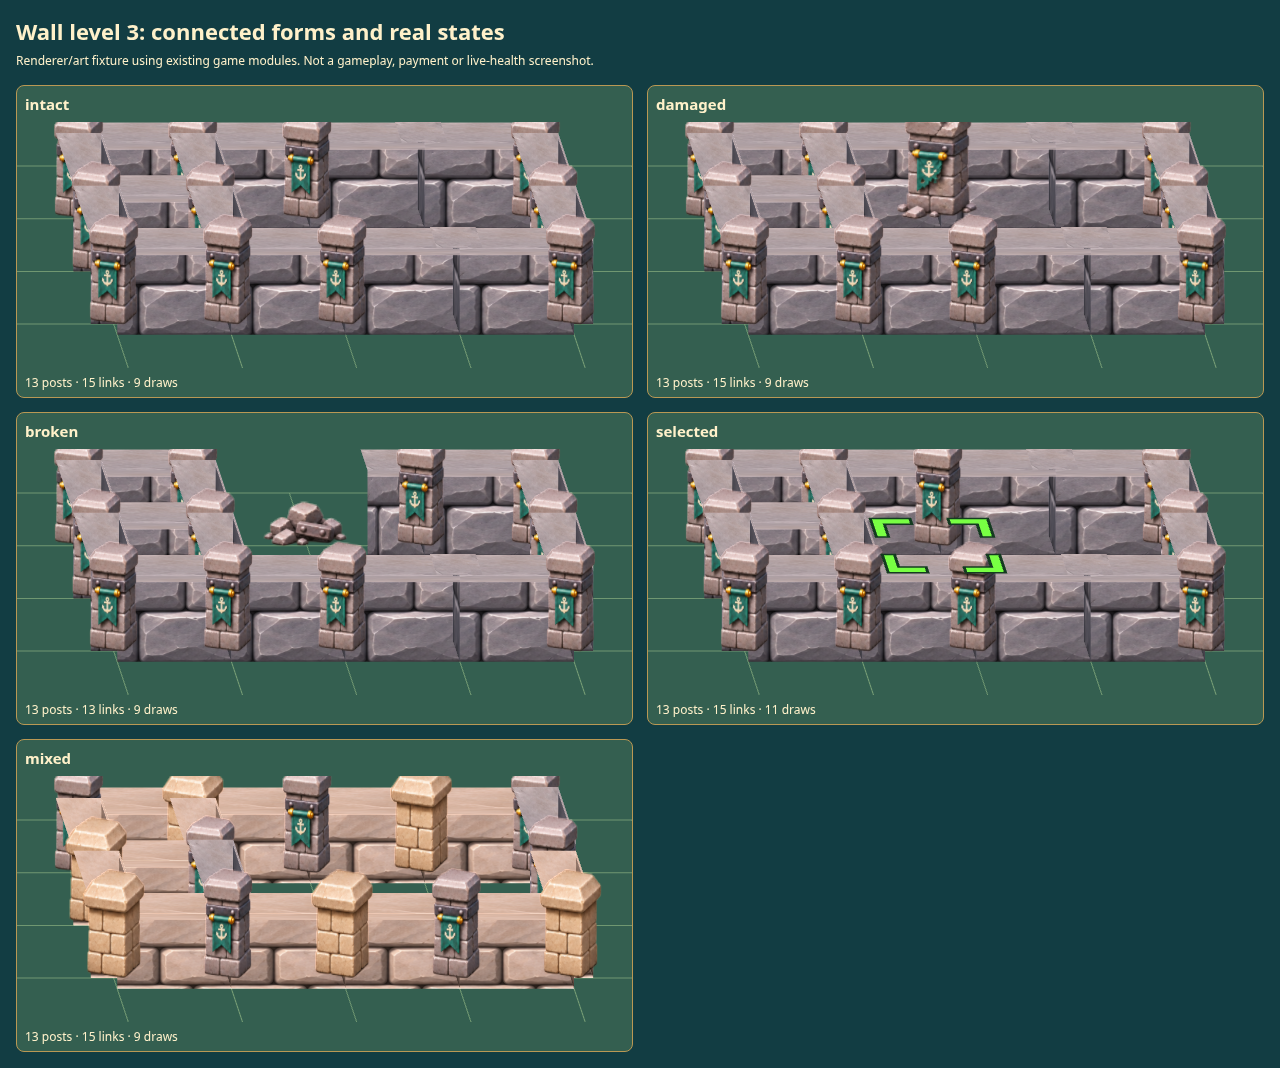 Wall level 3: connected forms and real states
Renderer/art fixture using existing game modules. Not a gameplay, payment or live-health screenshot.
intact
13 posts · 15 links · 9 draws
damaged
13 posts · 15 links · 9 draws
broken
13 posts · 13 links · 9 draws
selected
13 posts · 15 links · 11 draws
mixed
13 posts · 15 links · 9 draws